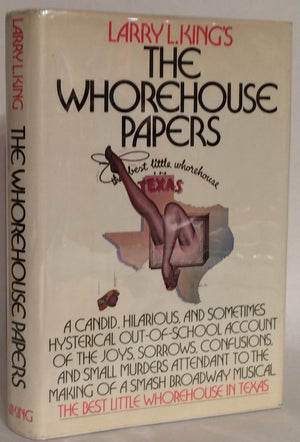 LARRY L. KING'S
THE
WHOREHOUSE
PAPERS
the best little whorehouse
TEXAS
A CANDID, HILARIOUS, AND SOMETIMES
HYSTERICAL OUT-OF-SCHOOL ACCOUNT
OF THE JOYS, SORROWS, CONFUSIONS,
AND SMALL MURDERS ATTENDANT TO THE
MAKING OF A SMASH BROADWAY MUSICAL
THE BEST LITTLE WHOREHOUSE IN TEXAS
LARRY L. KING
THE WHOREHOUSE PAPERS
VIKING